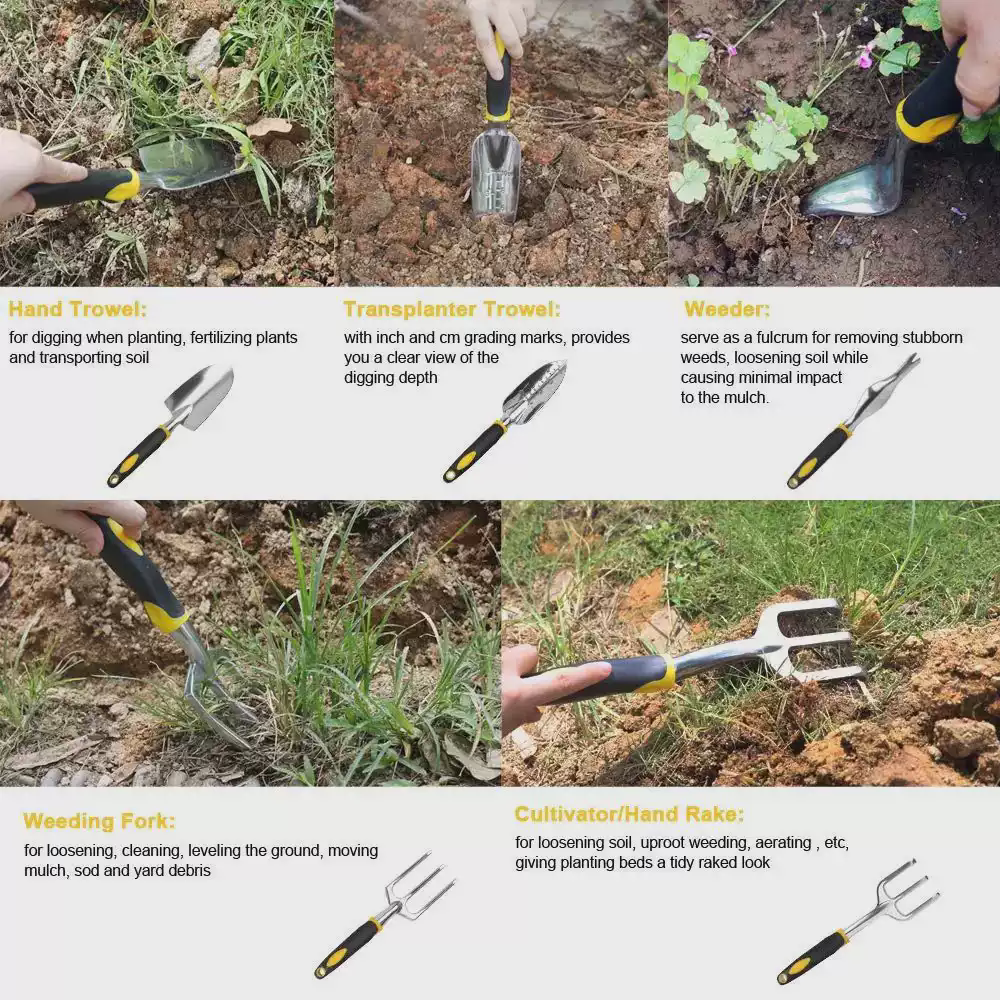 Hand Trowel:
for digging when planting, fertilizing plants
and transporting soil
Transplanter Trowel:
with inch and cm grading marks, provides
you a clear view of the
digging depth
Weeder:
serve as a fulcrum for removing stubborn
weeds, loosening soil while
causing minimal impact
to the mulch.
Weeding Fork:
for loosening, cleaning, leveling the ground, moving
mulch, sod and yard debris
Cultivator/Hand Rake:
for loosening soil, uproot weeding, aerating , etc,
giving planting beds a tidy raked look